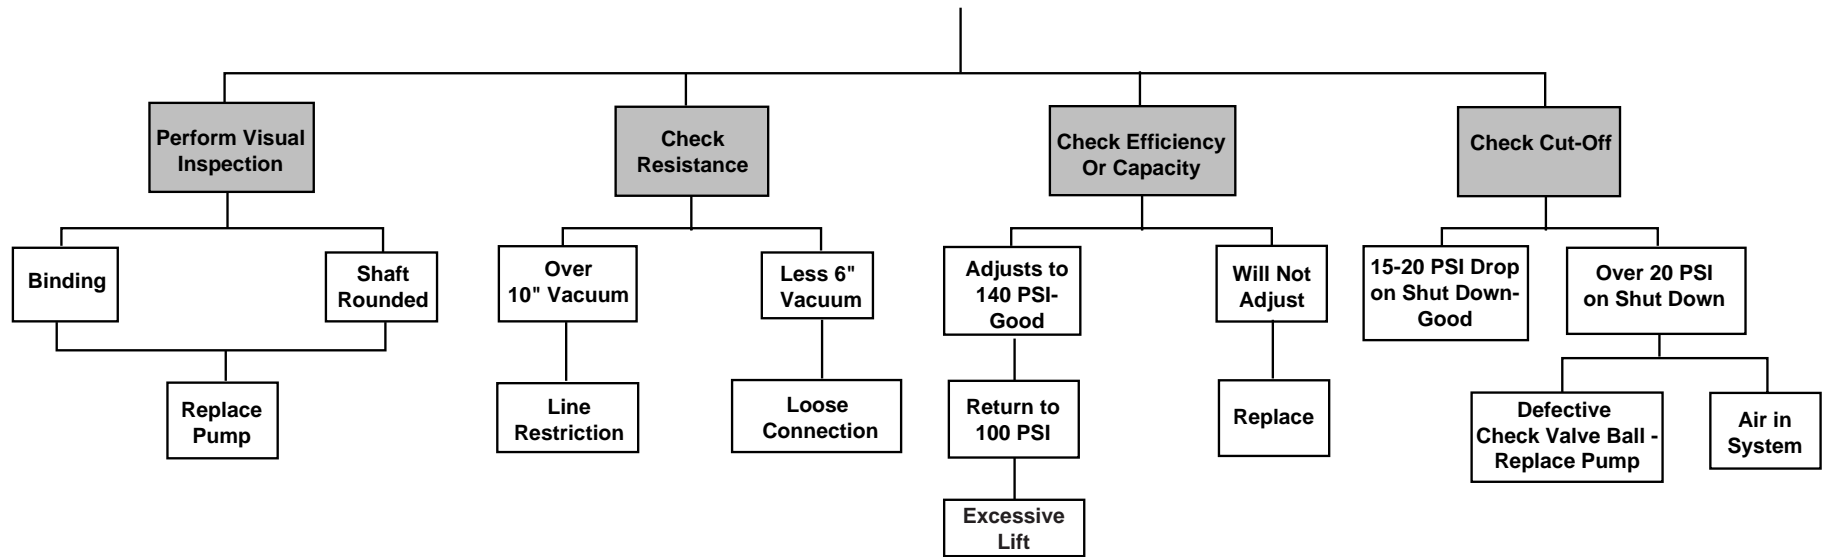 Perform Visual
Inspection
Check
Resistance
Check Efficiency
Or Capacity
Check Cut-Off
Binding
Shaft
Rounded
Over
10" Vacuum
Less 6"
Vacuum
Adjusts to
140 PSI-
Good
Will Not
Adjust
15-20 PSI Drop
on Shut Down-
Good
Over 20 PSI
on Shut Down
Replace
Pump
Line
Restriction
Loose
Connection
Return to
100 PSI
Replace
Defective
Check Valve Ball -
Replace Pump
Air in
System
Excessive
Lift